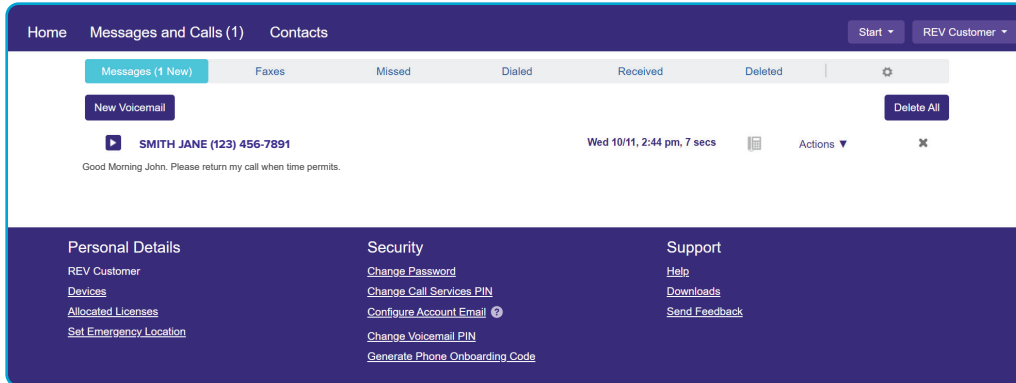 Home Messages and Calls (1) Contacts Start REV Customer
Messages (1 New) Faxes Missed Dialed Received Deleted
New Voicemail Delete All
SMITH JANE (123) 456-7891 Wed 10/11, 2:44 pm, 7 secs Actions ▼
Good Morning John. Please return my call when time permits.
Personal Details
REV Customer
Devices
Allocated Licenses
Set Emergency Location
Security
Change Password
Change Call Services PIN
Configure Account Email ?
Change Voicemail PIN
Generate Phone Onboarding Code
Support
Help
Downloads
Send Feedback